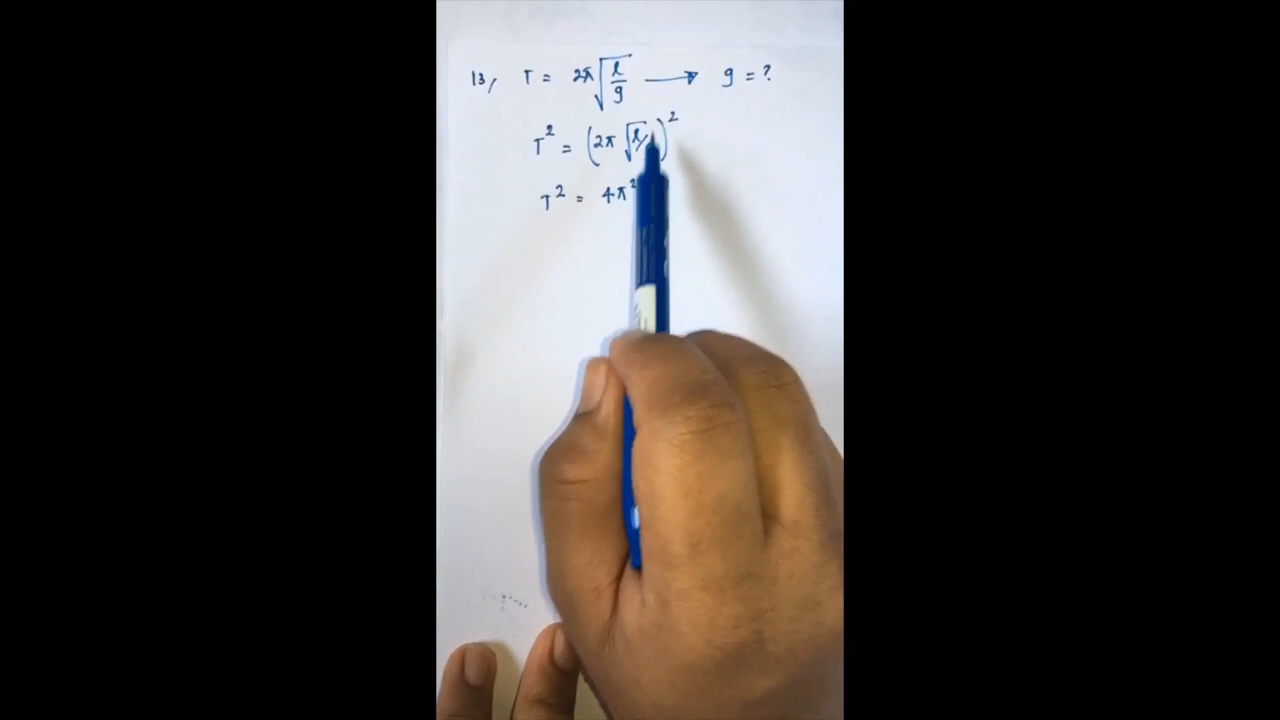 13, T = 2π√(l/g) ⟶ g = ?
T² = (2π √l/ )²
T² = 4π²